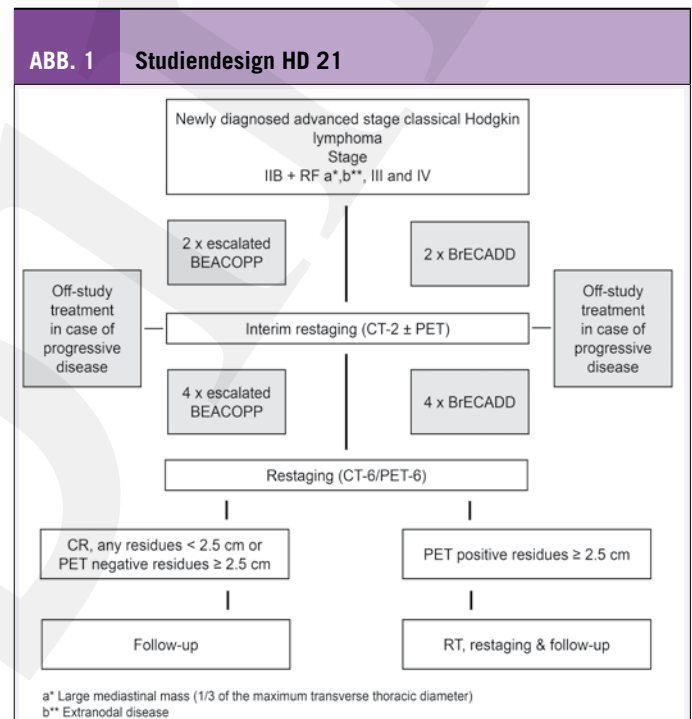 ABB. 1 Studiendesign HD 21
Newly diagnosed advanced stage classical Hodgkin
lymphoma
Stage
IIB + RF a*,b**, III and IV
2 x escalated
BEACOPP
2 x BrECADD
Off-study
treatment
in case of
progressive
disease
Interim restaging (CT-2 ± PET)
Off-study
treatment
in case of
progressive
disease
4 x escalated
BEACOPP
4 x BrECADD
Restaging (CT-6/PET-6)
CR, any residues < 2.5 cm or
PET negative residues ≥ 2.5 cm
PET positive residues ≥ 2.5 cm
Follow-up
RT, restaging & follow-up
a* Large mediastinal mass (1/3 of the maximum transverse thoracic diameter)
b** Extranodal disease